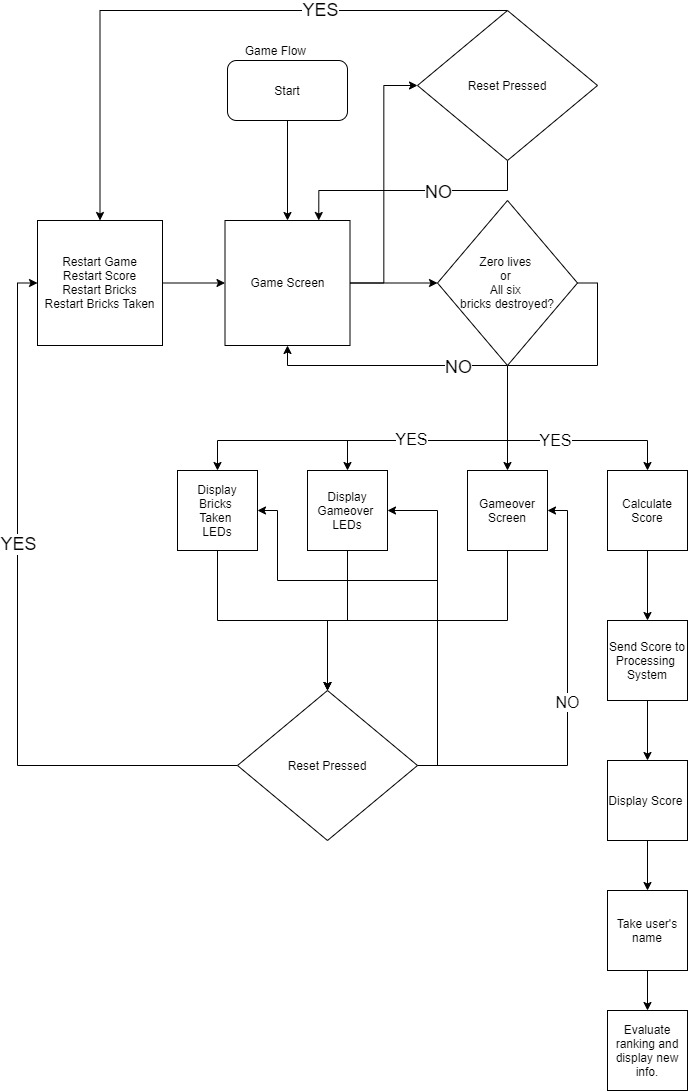 YES
Game Flow
Start
Reset Pressed
NO
Restart Game
Restart Score
Restart Bricks
Restart Bricks Taken
Game Screen
Zero lives
or
All six
bricks destroyed?
NO
YES
YES
Display
Bricks
Taken
LEDs
Display
Gameover
LEDs
Gameover
Screen
Calculate
Score
YES
Send Score to
Processing
System
NO
Reset Pressed
Display Score
Take user's
name
Evaluate
ranking and
display new
info.